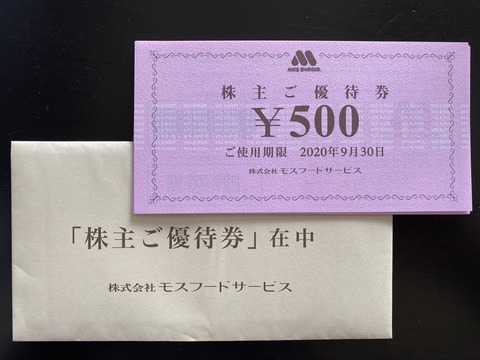 MOS BURGER
株主ご優待券
￥500
ご使用期限 2020年9月30日
株式会社モスフードサービス
「株主ご優待券」在中
株式会社モスフードサービス